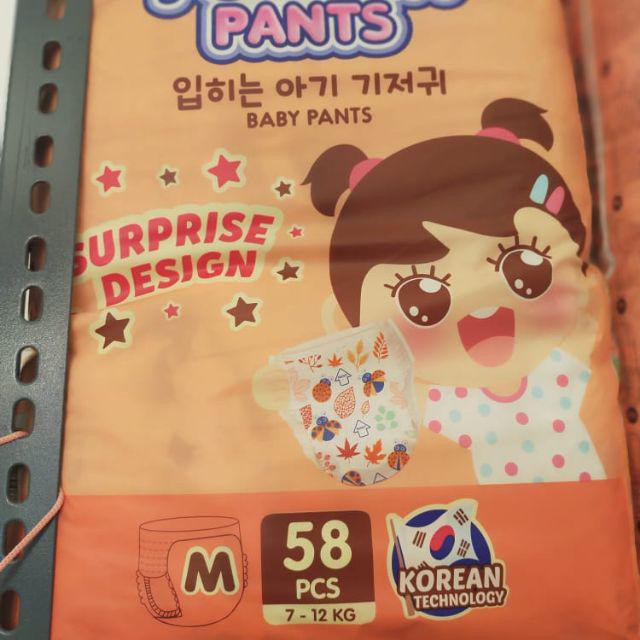 PANTS
입히는 아기 기저귀
BABY PANTS
SURPRISE
DESIGN
M
58
PCS
7 - 12 KG
KOREAN
TECHNOLOGY